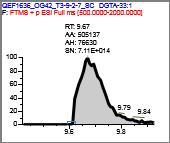 QEF1636_OG42_T3-9-2-7_SC DGTA-33:1
F: FTMS + p ESI Full ms [500.0000-2000.0000]
RT: 9.67
AA: 505137
AH: 76630
SN: 7.11E+014
100
80
60
40
20
0
9.79
9.84
9.6
9.8